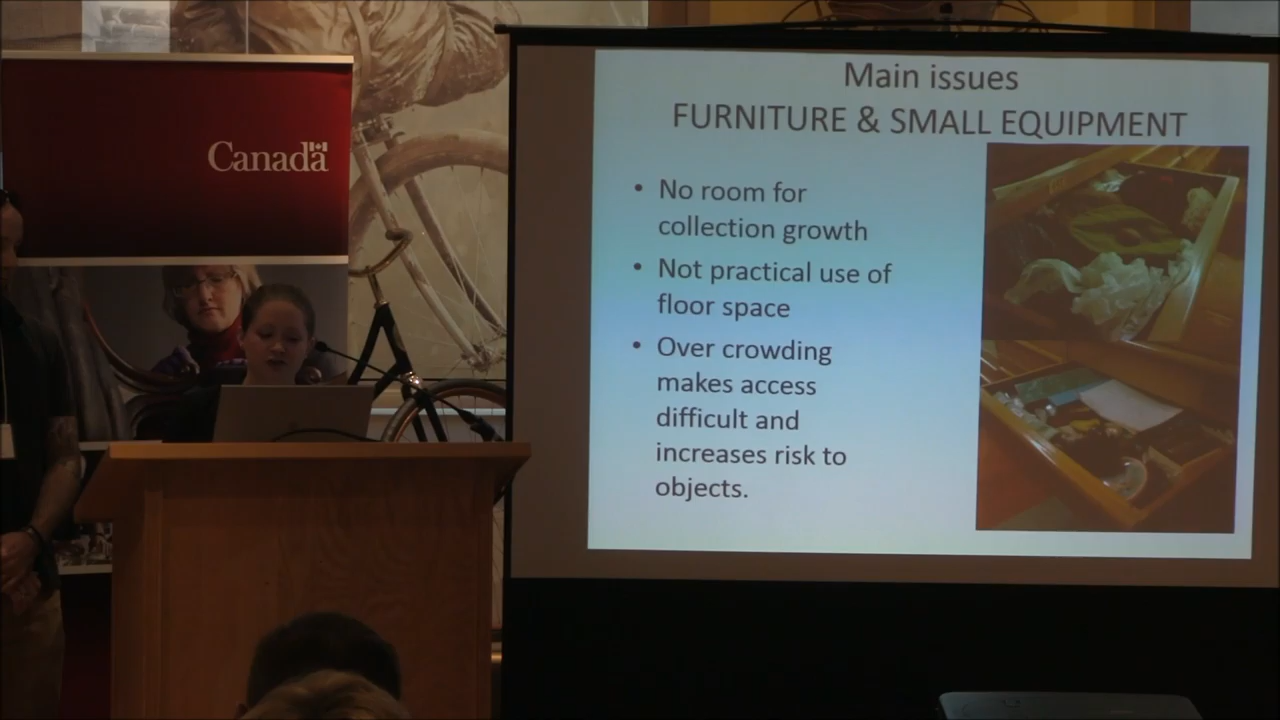 Canada
Main issues
FURNITURE & SMALL EQUIPMENT
• No room for
collection growth
• Not practical use of
floor space
• Over crowding
makes access
difficult and
increases risk to
objects.